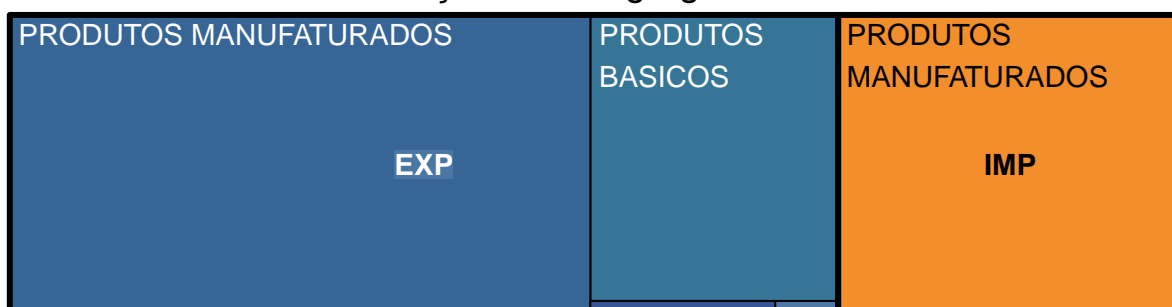 PRODUTOS MANUFATURADOS
EXP
PRODUTOS
BASICOS
PRODUTOS
MANUFATURADOS
IMP